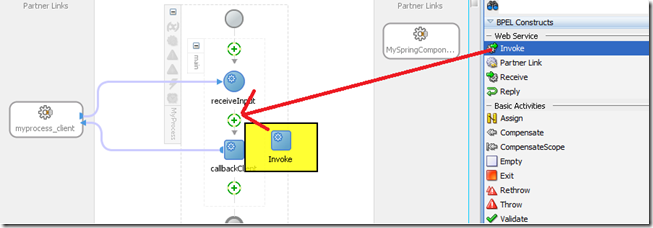 Partner Links
Partner Links
main
MyProcess
receiveInput
callbackClient
Invoke
myprocess_client
MySpringCompon...
BPEL Constructs
Web Service
Invoke
Partner Link
Receive
Reply
Basic Activities
Assign
Compensate
CompensateScope
Empty
Exit
Rethrow
Throw
Validate